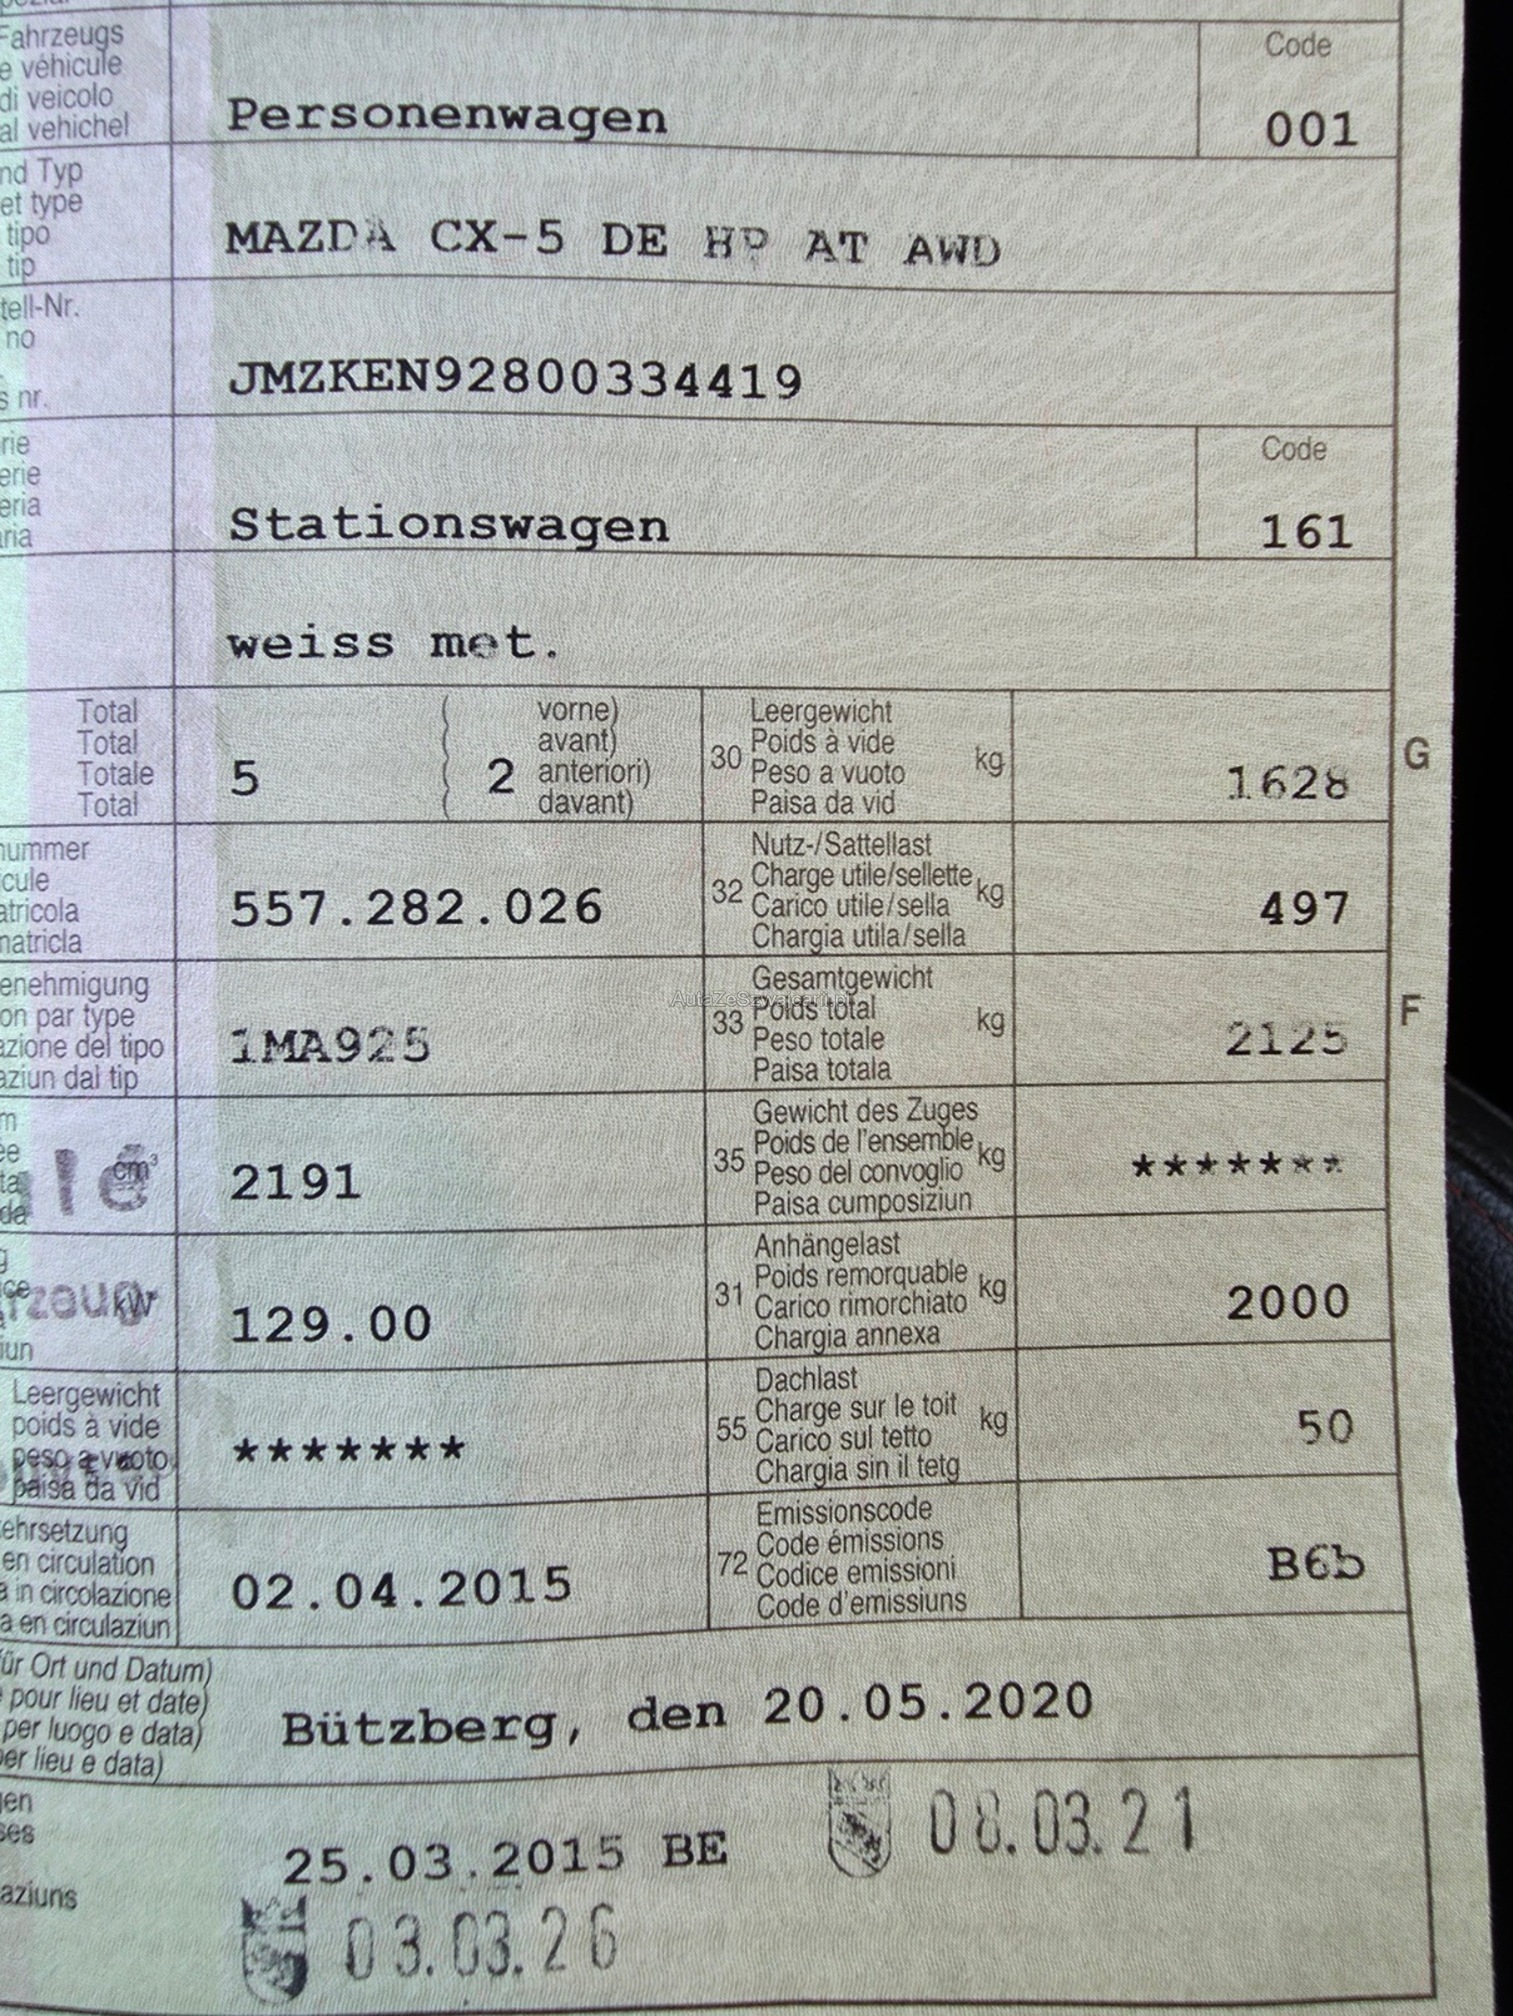 Fahrzeugs
e véhicule
di veicolo
al vehichel
Personenwagen
Code
001
nd Typ
et type
tipo
tip
MAZDA CX-5 DE HP AT AWD
tell-Nr.
no
s nr.
JMZKEN92800334419
rie
erie
eria
aria
Stationswagen
Code
161
weiss met.
Total
Total
Totale
Total
5
2
vorne)
avant)
anteriori)
davant)
30
Leergewicht
Poids à vide
Peso a vuoto
Paisa da vid
kg
1628
G
nummer
icule
atricola
matricla
557.282.026
32
Nutz-/Sattellast
Charge utile/sellette
Carico utile/sella
Chargia utila/sella
kg
497
enehmigung
on par type
azione del tipo
aziun dal tip
1MA925
33
Gesamtgewicht
Poids total
Peso totale
Paisa totala
kg
2125
F
AutaZeSzwajcarii.pl
cm³
2191
35
Gewicht des Zuges
Poids de l'ensemble
Peso del convoglio
Paisa cumposiziun
kg
*******
rzeug
kW
iun
129.00
31
Anhängelast
Poids remorquable
Carico rimorchiato
Chargia annexa
kg
2000
Leergewicht
poids à vide
peso a vuoto
paisa da vid
*******
55
Dachlast
Charge sur le toit
Carico sul tetto
Chargia sin il tetg
kg
50
ehrsetzung
en circulation
a in circolazione
a en circulaziun
02.04.2015
72
Emissionscode
Code émissions
Codice emissioni
Code d'emissiuns
B6b
für Ort und Datum)
pour lieu et date)
per luogo e data)
per lieu e data)
Bützberg, den 20.05.2020
gen
ses
aziuns
25.03.2015 BE
08.03.21
03.03.26